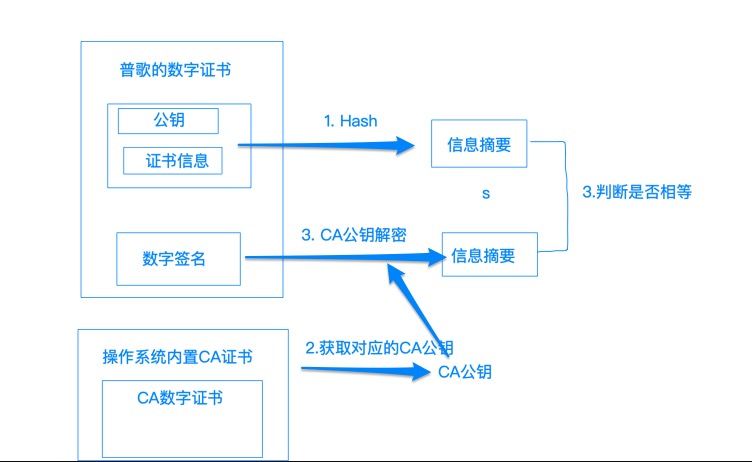 普歌的数字证书
公钥
1. Hash
证书信息
信息摘要
s
3.判断是否相等
3. CA公钥解密
数字签名
信息摘要
操作系统内置CA证书
2.获取对应的CA公钥
CA公钥
CA数字证书